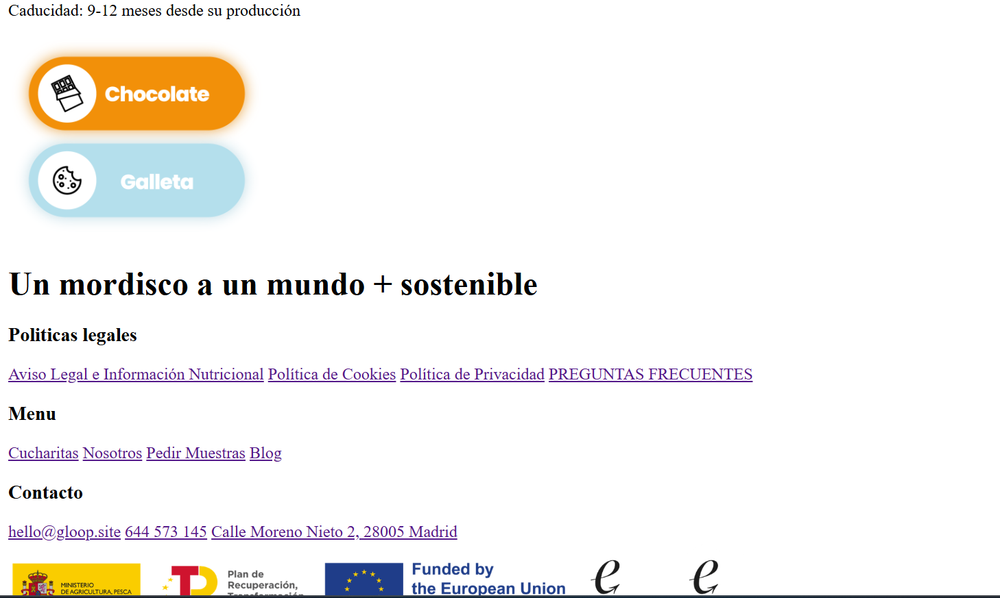 Caducidad: 9-12 meses desde su producción
Chocolate
Galleta
Un mordisco a un mundo + sostenible
Politicas legales
Aviso Legal e Información Nutricional Política de Cookies Política de Privacidad PREGUNTAS FRECUENTES
Menu
Cucharitas Nosotros Pedir Muestras Blog
Contacto
hello@gloop.site 644 573 145 Calle Moreno Nieto 2, 28005 Madrid
MINISTERIO
DE AGRICULTURA, PESCA
Plan de
Recuperación,
Transformación
Funded by
the European Union
e e